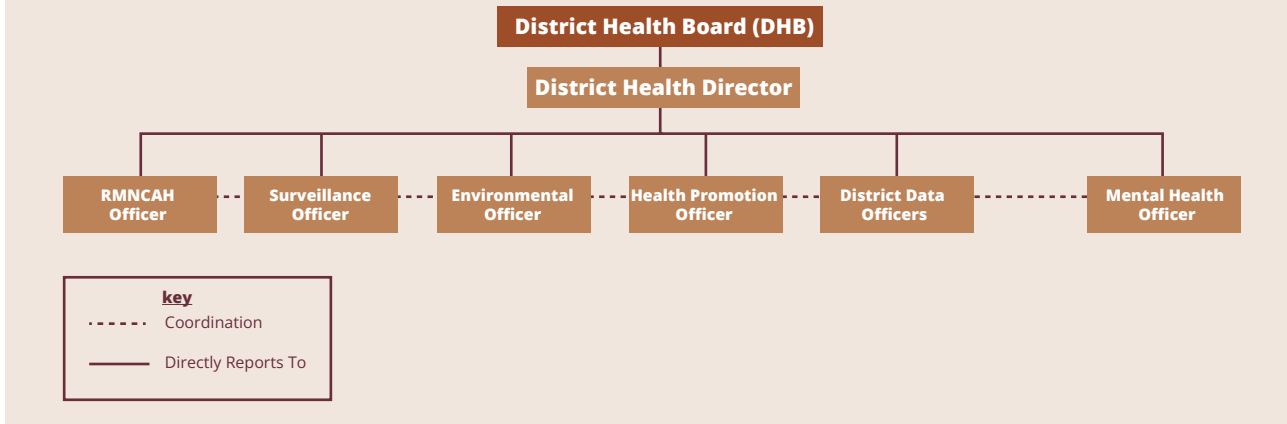 District Health Board (DHB)
District Health Director
RMNCAH
Officer
Surveillance
Officer
Environmental
Officer
Health Promotion
Officer
District Data
Officers
Mental Health
Officer
key
Coordination
Directly Reports To